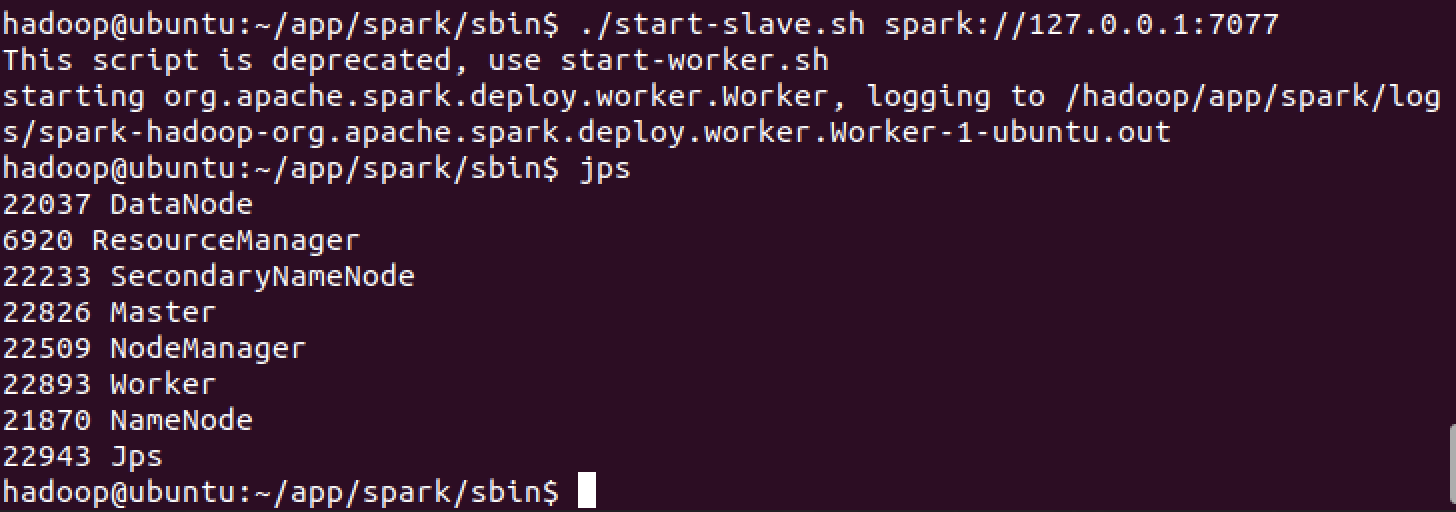 hadoop@ubuntu:~/app/spark/sbin$ ./start-slave.sh spark://127.0.0.1:7077
This script is deprecated, use start-worker.sh
starting org.apache.spark.deploy.worker.Worker, logging to /hadoop/app/spark/log
s/spark-hadoop-org.apache.spark.deploy.worker.Worker-1-ubuntu.out
hadoop@ubuntu:~/app/spark/sbin$ jps
22037 DataNode
6920 ResourceManager
22233 SecondaryNameNode
22826 Master
22509 NodeManager
22893 Worker
21870 NameNode
22943 Jps
hadoop@ubuntu:~/app/spark/sbin$